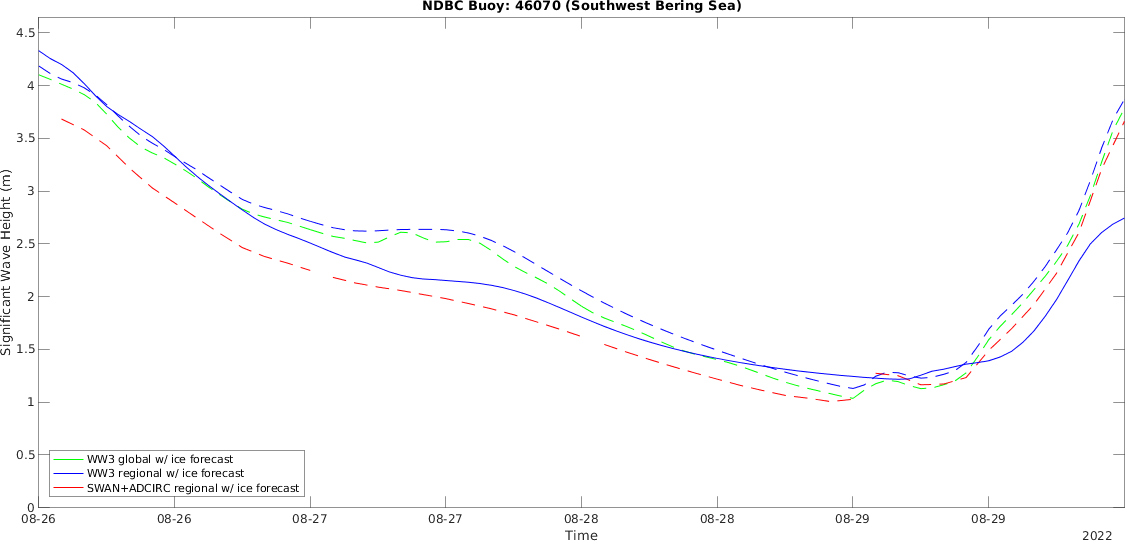 NDBC Buoy: 46070 (Southwest Bering Sea)
4.5
4
3.5
3
2.5
2
1.5
1
0.5
0
Significant Wave Height (m)
WW3 global w/ ice forecast
WW3 regional w/ ice forecast
SWAN+ADCIRC regional w/ ice forecast
08-26 08-26 08-27 08-27 08-28 08-28 08-29 08-29
Time
2022